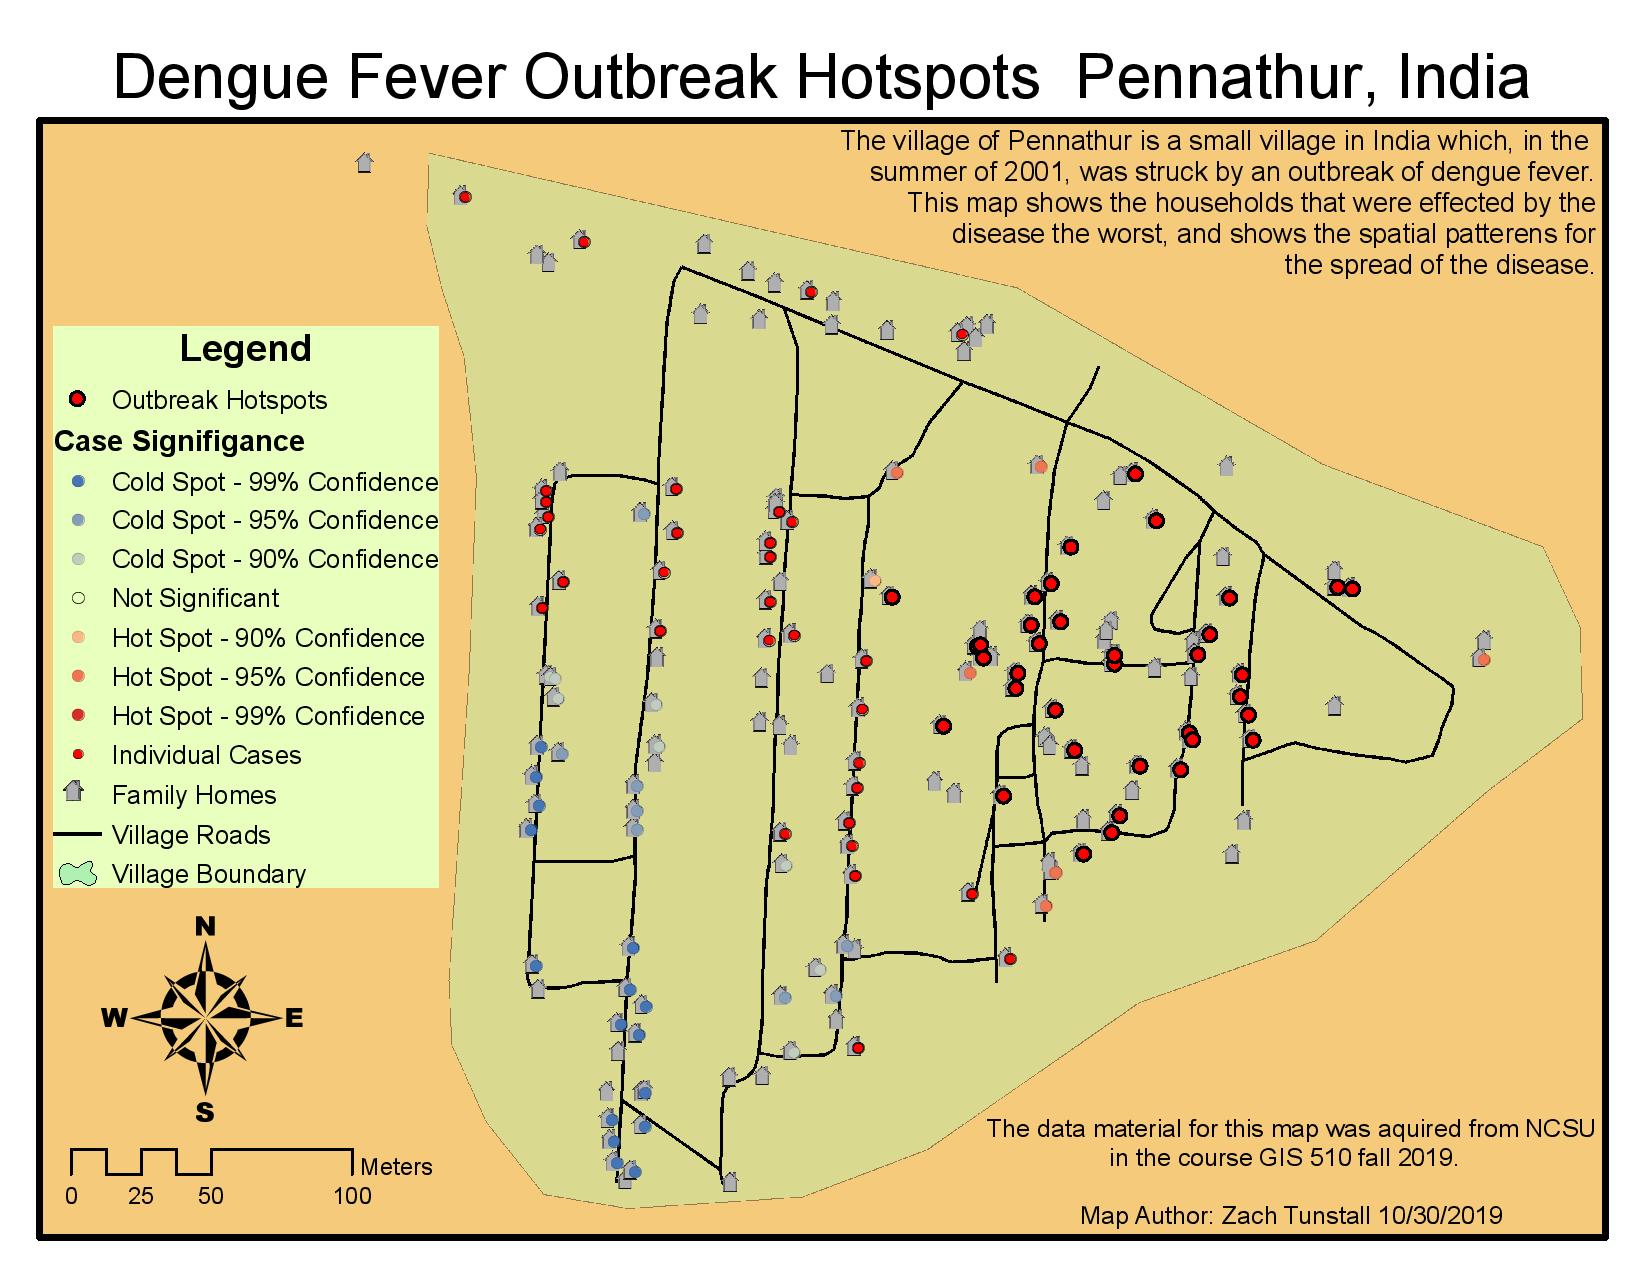 Dengue Fever Outbreak Hotspots  Pennathur, India
The village of Pennathur is a small village in India which, in the
summer of 2001, was struck by an outbreak of dengue fever.
This map shows the households that were effected by the
disease the worst, and shows the spatial patterens for
the spread of the disease.
Legend
Outbreak Hotspots
Case Signifigance
Cold Spot - 99% Confidence
Cold Spot - 95% Confidence
Cold Spot - 90% Confidence
Not Significant
Hot Spot - 90% Confidence
Hot Spot - 95% Confidence
Hot Spot - 99% Confidence
Individual Cases
Family Homes
Village Roads
Village Boundary
N
W E
S
Meters
0 25 50 100
The data material for this map was aquired from NCSU
in the course GIS 510 fall 2019.
Map Author: Zach Tunstall 10/30/2019